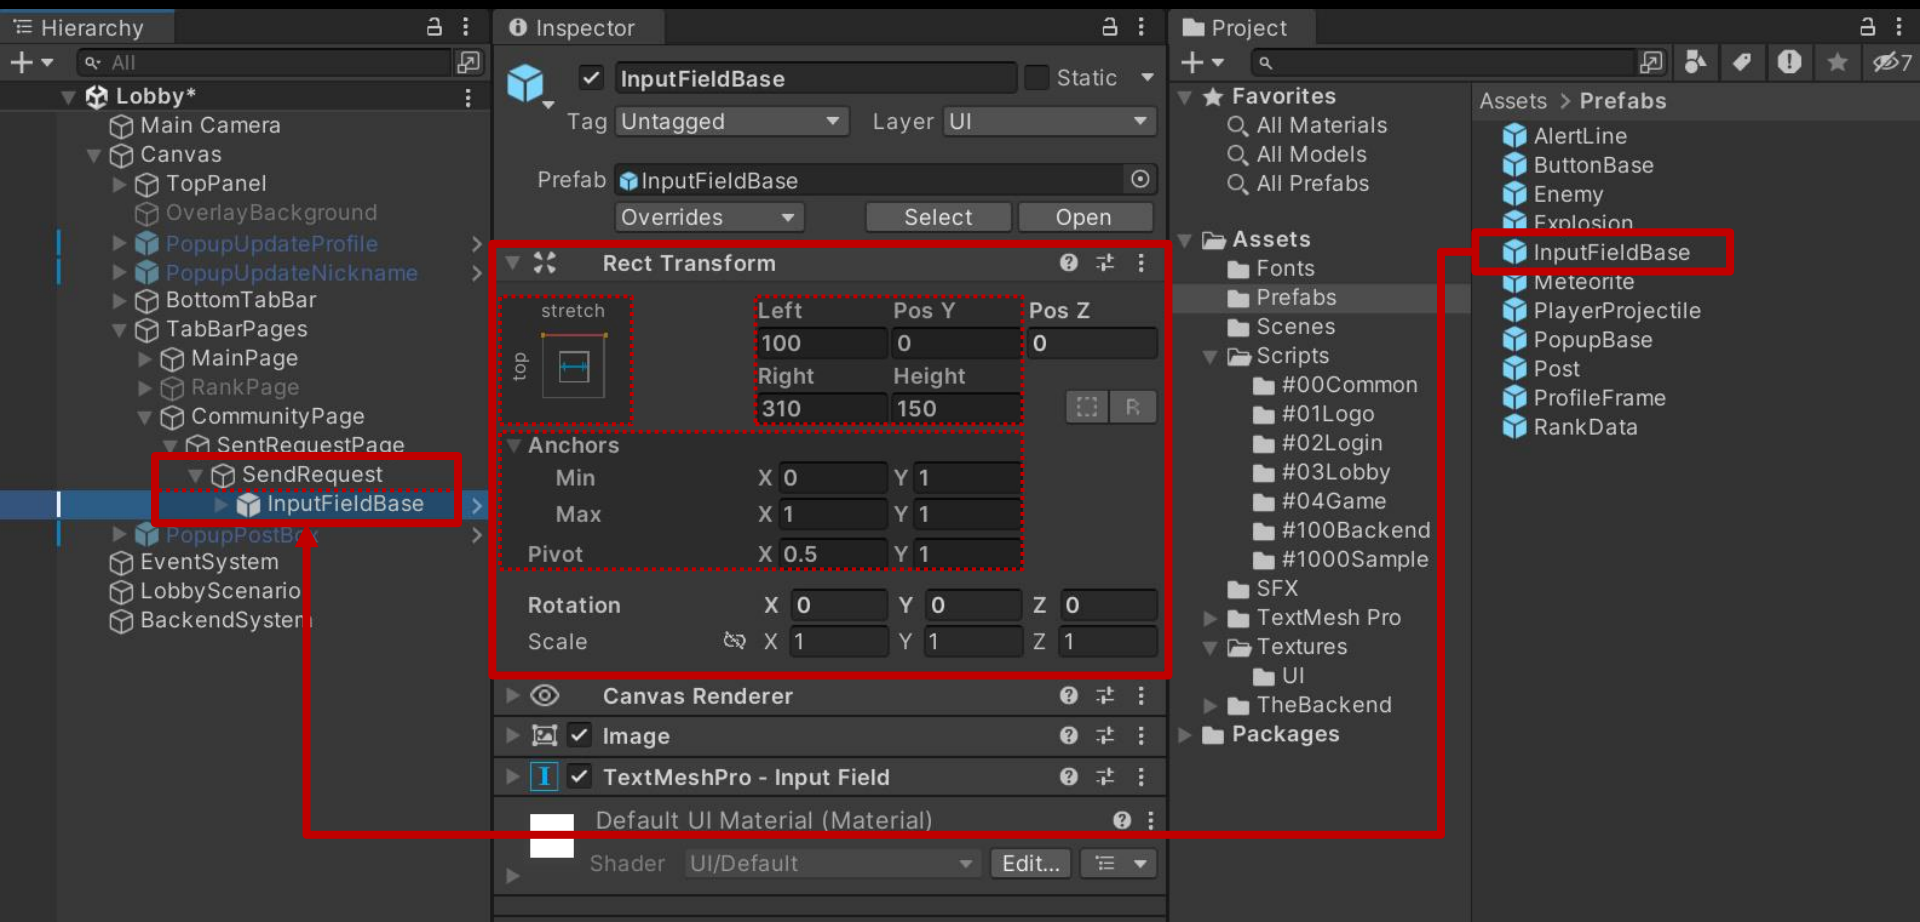 Hierarchy
All
Lobby*
Main Camera
Canvas
TopPanel
OverlayBackground
PopupUpdateProfile
PopupUpdateNickname
BottomTabBar
TabBarPages
MainPage
RankPage
CommunityPage
SentRequestPage
SendRequest
InputFieldBase
PopupPostBox
EventSystem
LobbyScenario
BackendSystem
Inspector
InputFieldBase
Static
Tag Untagged Layer UI
Prefab InputFieldBase
Overrides Select Open
Rect Transform
stretch
top
Left Pos Y Pos Z
100 0 0
Right Height
310 150
R
Anchors
Min X 0 Y 1
Max X 1 Y 1
Pivot X 0.5 Y 1
Rotation X 0 Y 0 Z 0
Scale X 1 Y 1 Z 1
Canvas Renderer
Image
TextMeshPro - Input Field
Default UI Material (Material)
Shader UI/Default Edit...
Project
7
Favorites
All Materials
All Models
All Prefabs
Assets
Fonts
Prefabs
Scenes
Scripts
#00Common
#01Logo
#02Login
#03Lobby
#04Game
#100Backend
#1000Sample
SFX
TextMesh Pro
Textures
UI
TheBackend
Packages
Assets > Prefabs
AlertLine
ButtonBase
Enemy
Explosion
InputFieldBase
Meteorite
PlayerProjectile
PopupBase
Post
ProfileFrame
RankData